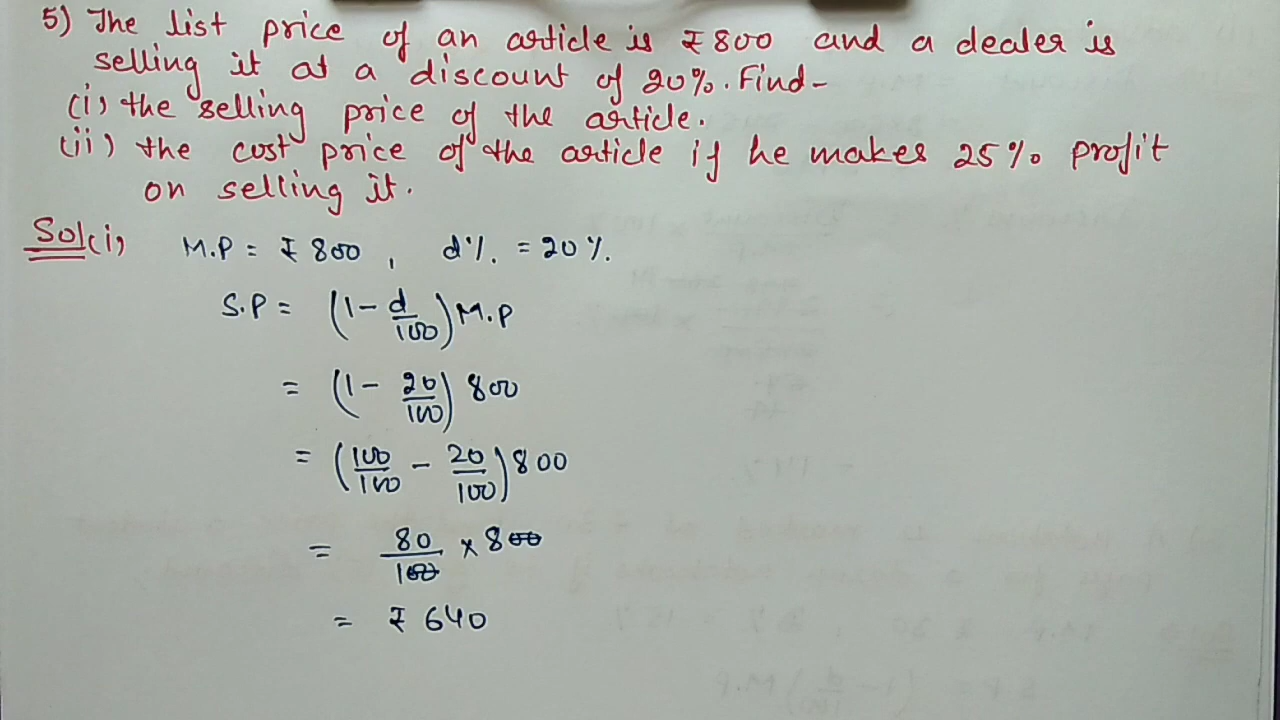 5) The list price of an article is ₹800 and a dealer is
selling it at a discount of 20%. Find-
(i) the selling price of the article.
(ii) the cost price of the article if he makes 25% profit
on selling it.
Sol(i) M.P = ₹ 800 , d%. = 20%.
S.P = (1 - d/100) M.P
= (1 - 20/100) 800
= (100/100 - 20/100) 800
= 80/100 × 800
= ₹ 640